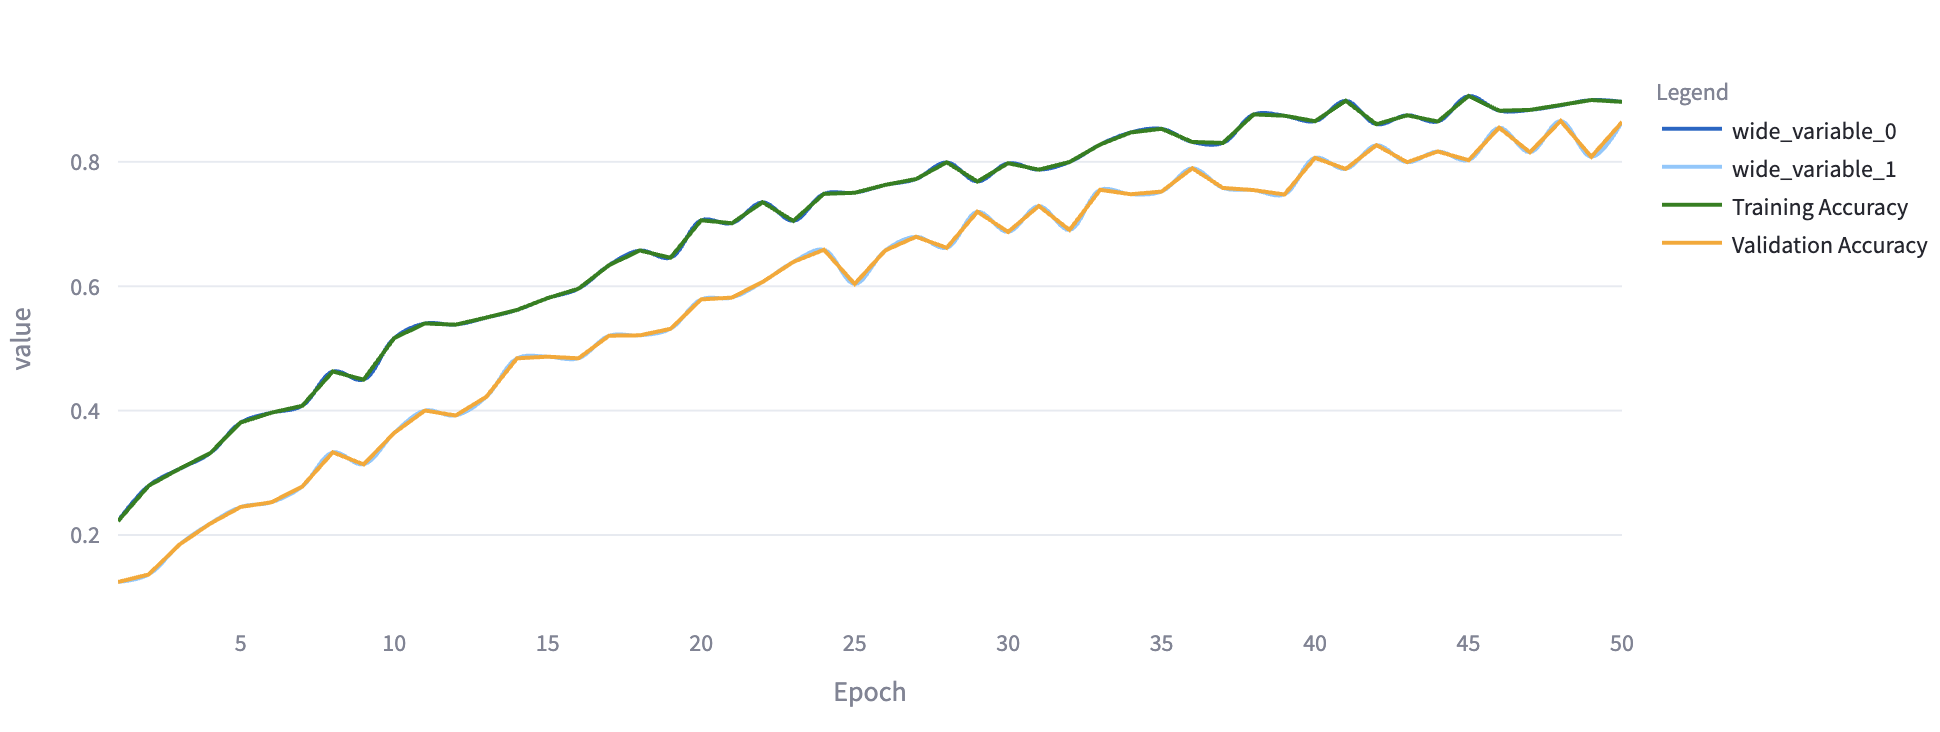 Legend
wide_variable_0
wide_variable_1
Training Accuracy
Validation Accuracy
value
0.8
0.6
0.4
0.2
5 10 15 20 25 30 35 40 45 50
Epoch